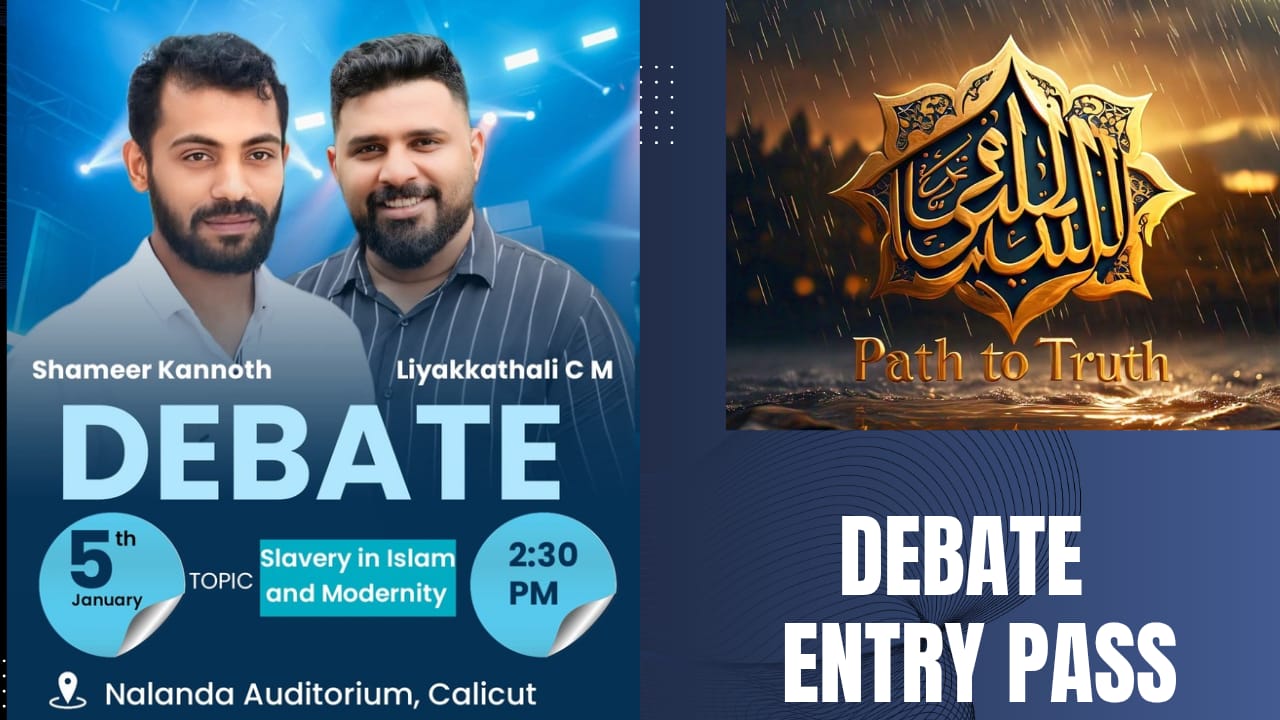 Shameer Kannoth
Liyakkathali C M
DEBATE
5th
January
TOPIC
Slavery in Islam
and Modernity
2:30
PM
Nalanda Auditorium, Calicut
Path to Truth
DEBATE
ENTRY PASS